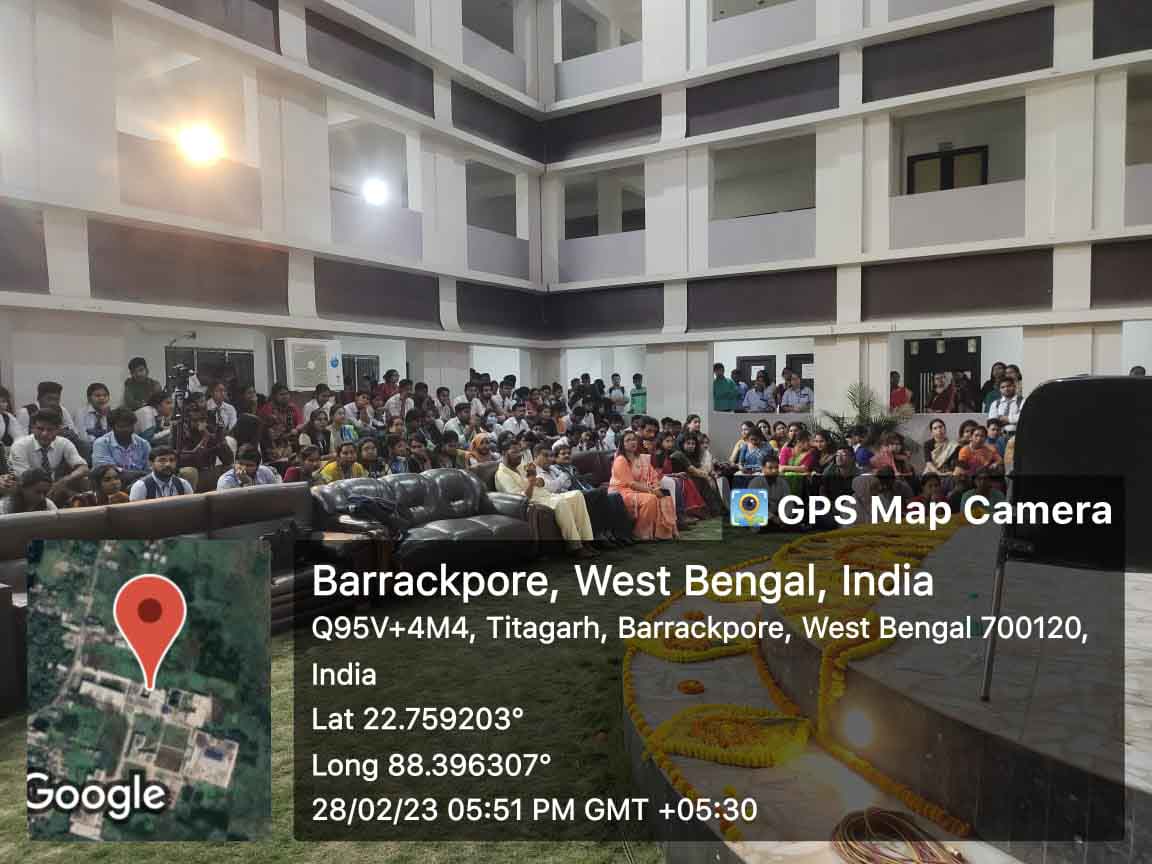 GPS Map Camera
Barrackpore, West Bengal, India
Q95V+4M4, Titagarh, Barrackpore, West Bengal 700120,
India
Lat 22.759203°
Long 88.396307°
28/02/23 05:51 PM GMT +05:30
Google